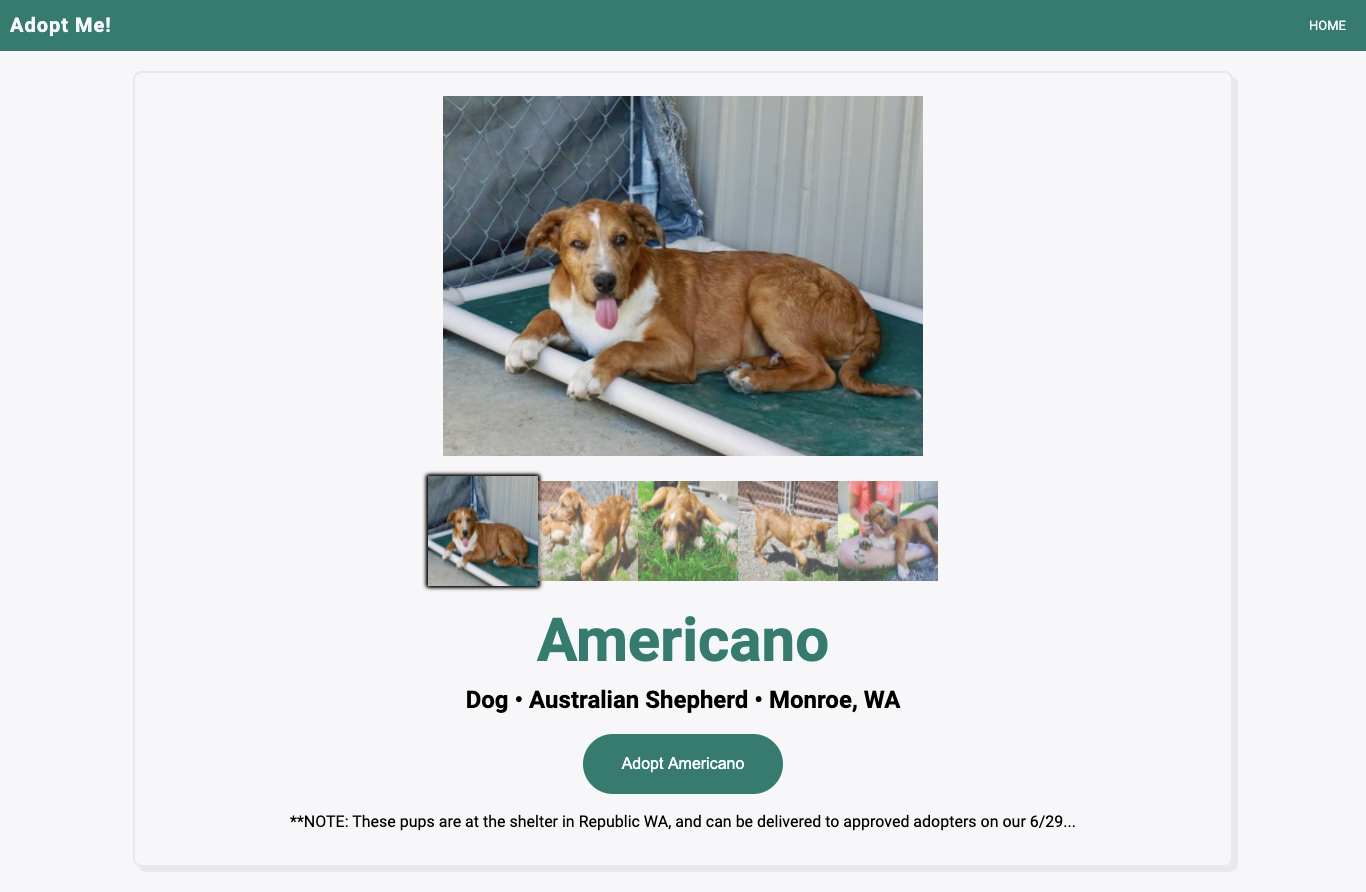 Adopt Me!
HOME
Americano
Dog • Australian Shepherd • Monroe, WA
Adopt Americano
**NOTE: These pups are at the shelter in Republic WA, and can be delivered to approved adopters on our 6/29...